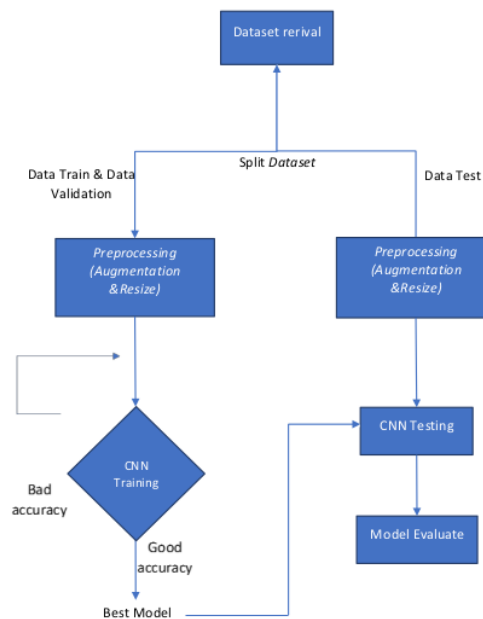 Dataset rerival
Split Dataset
Data Train & Data
Validation
Data Test
Preprocessing
(Augmentation
&Resize)
Preprocessing
(Augmentation
&Resize)
CNN
Training
CNN Testing
Bad
accuracy
Good
accuracy
Model Evaluate
Best Model